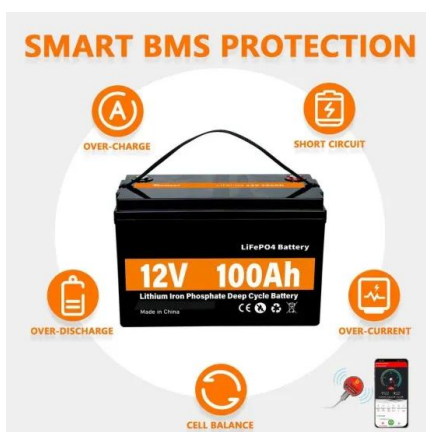 SMART BMS PROTECTION
A
OVER-CHARGE
SHORT CIRCUIT
LiFePO4 Battery
12V 100Ah
Lithium Iron Phosphate Deep Cycle Battery
Made in China
CE
OVER-DISCHARGE
OVER-CURRENT
CELL BALANCE